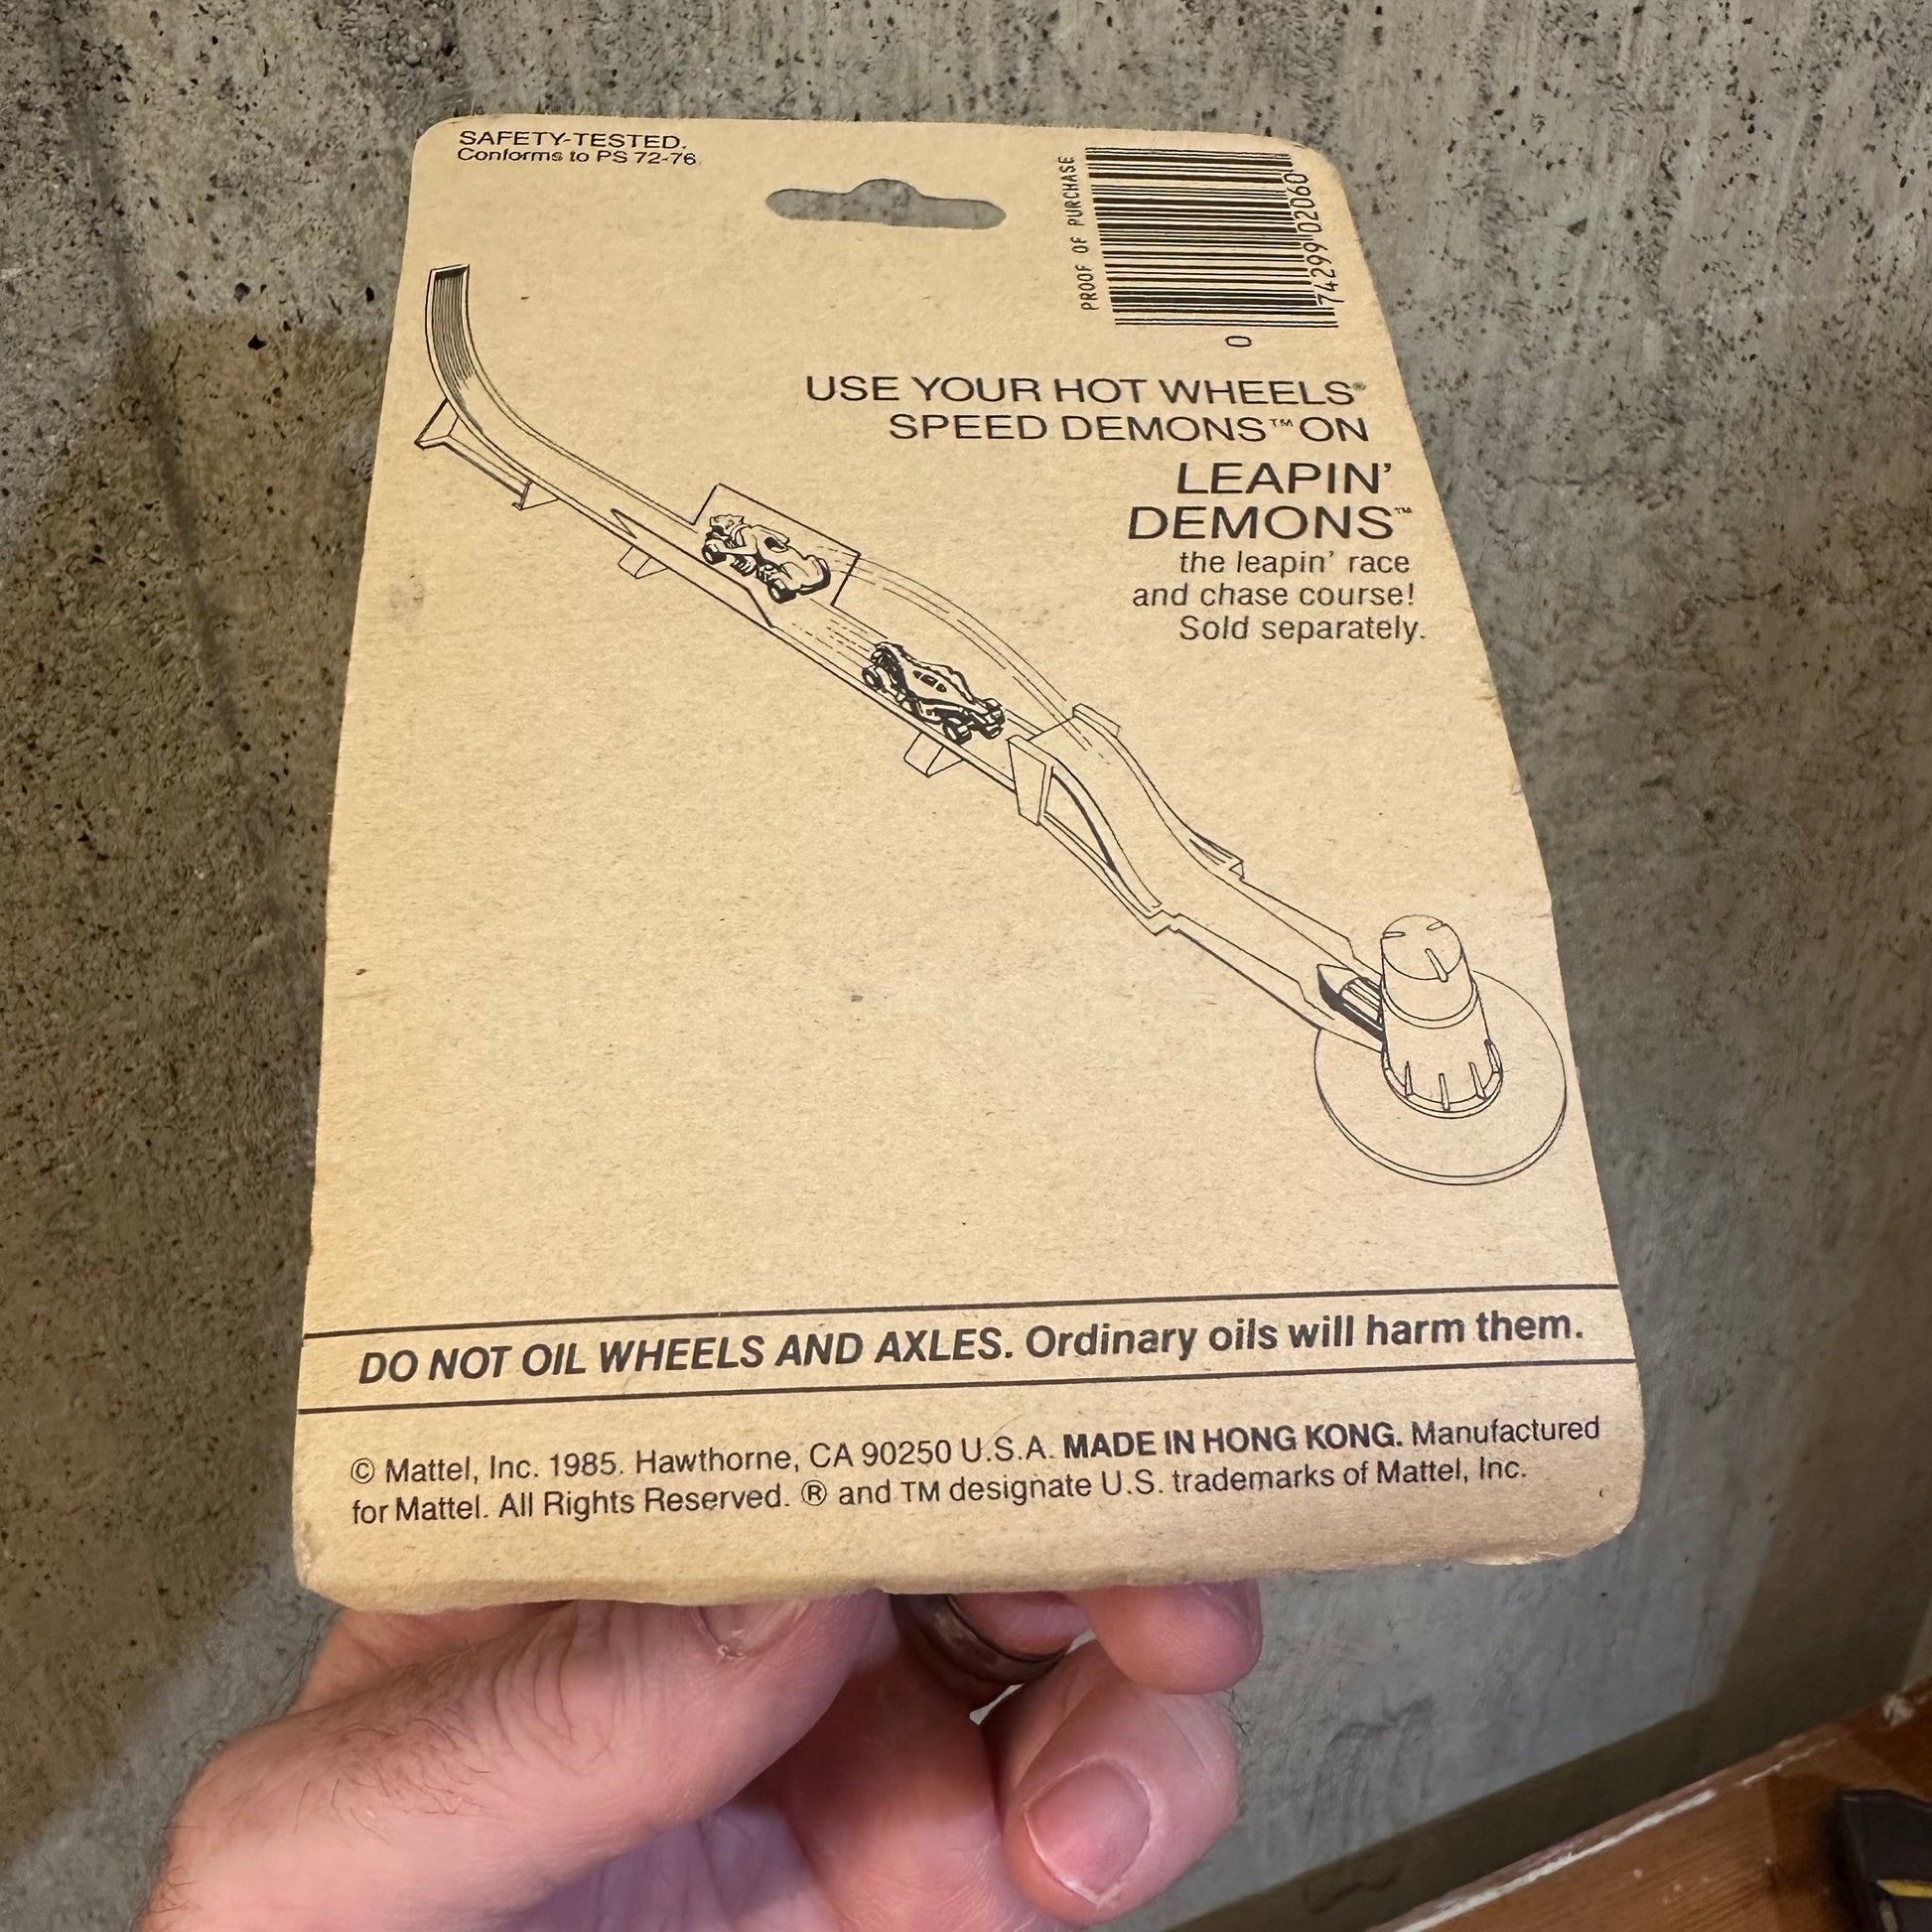 SAFETY-TESTED.
Conforms to PS 72-76
PROOF OF PURCHASE
0
74299 02060
USE YOUR HOT WHEELS®
SPEED DEMONS™ ON
LEAPIN'
DEMONS™
the leapin' race
and chase course!
Sold separately.
DO NOT OIL WHEELS AND AXLES. Ordinary oils will harm them.
© Mattel, Inc. 1985. Hawthorne, CA 90250 U.S.A. MADE IN HONG KONG. Manufactured
for Mattel. All Rights Reserved. ® and TM designate U.S. trademarks of Mattel, Inc.